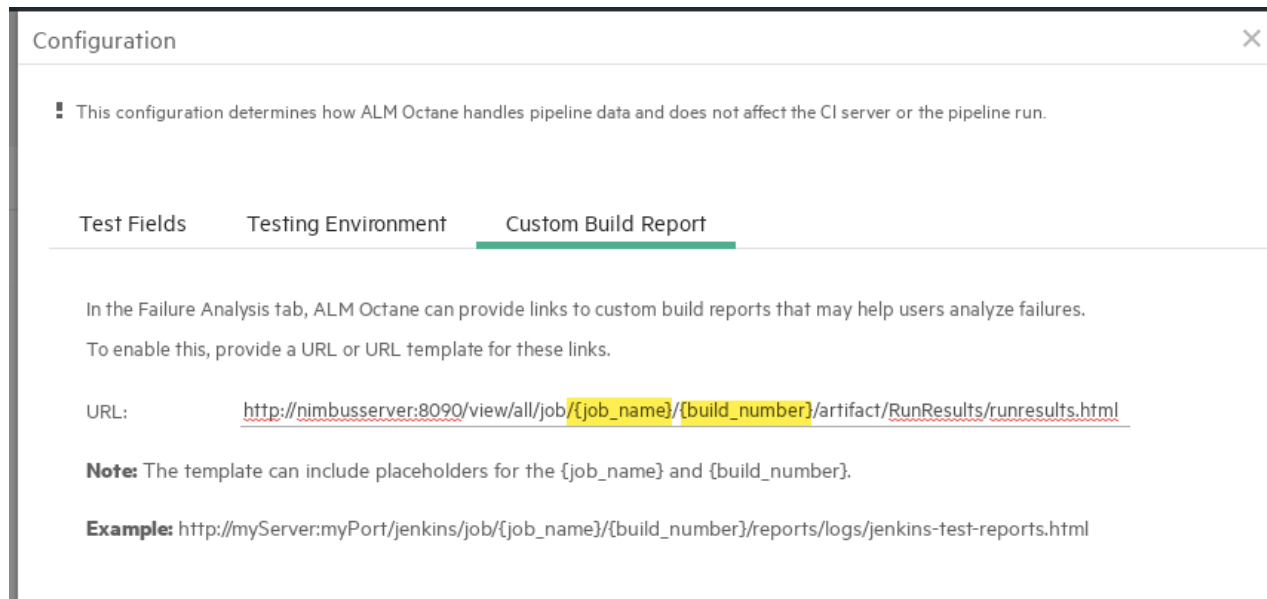 Configuration
! This configuration determines how ALM Octane handles pipeline data and does not affect the CI server or the pipeline run.
Test Fields Testing Environment Custom Build Report
In the Failure Analysis tab, ALM Octane can provide links to custom build reports that may help users analyze failures.
To enable this, provide a URL or URL template for these links.
URL: http://nimbusserver:8090/view/all/job/{job_name}/{build_number}/artifact/RunResults/runresults.html
Note: The template can include placeholders for the {job_name} and {build_number}.
Example: http://myServer:myPort/jenkins/job/{job_name}/{build_number}/reports/logs/jenkins-test-reports.html